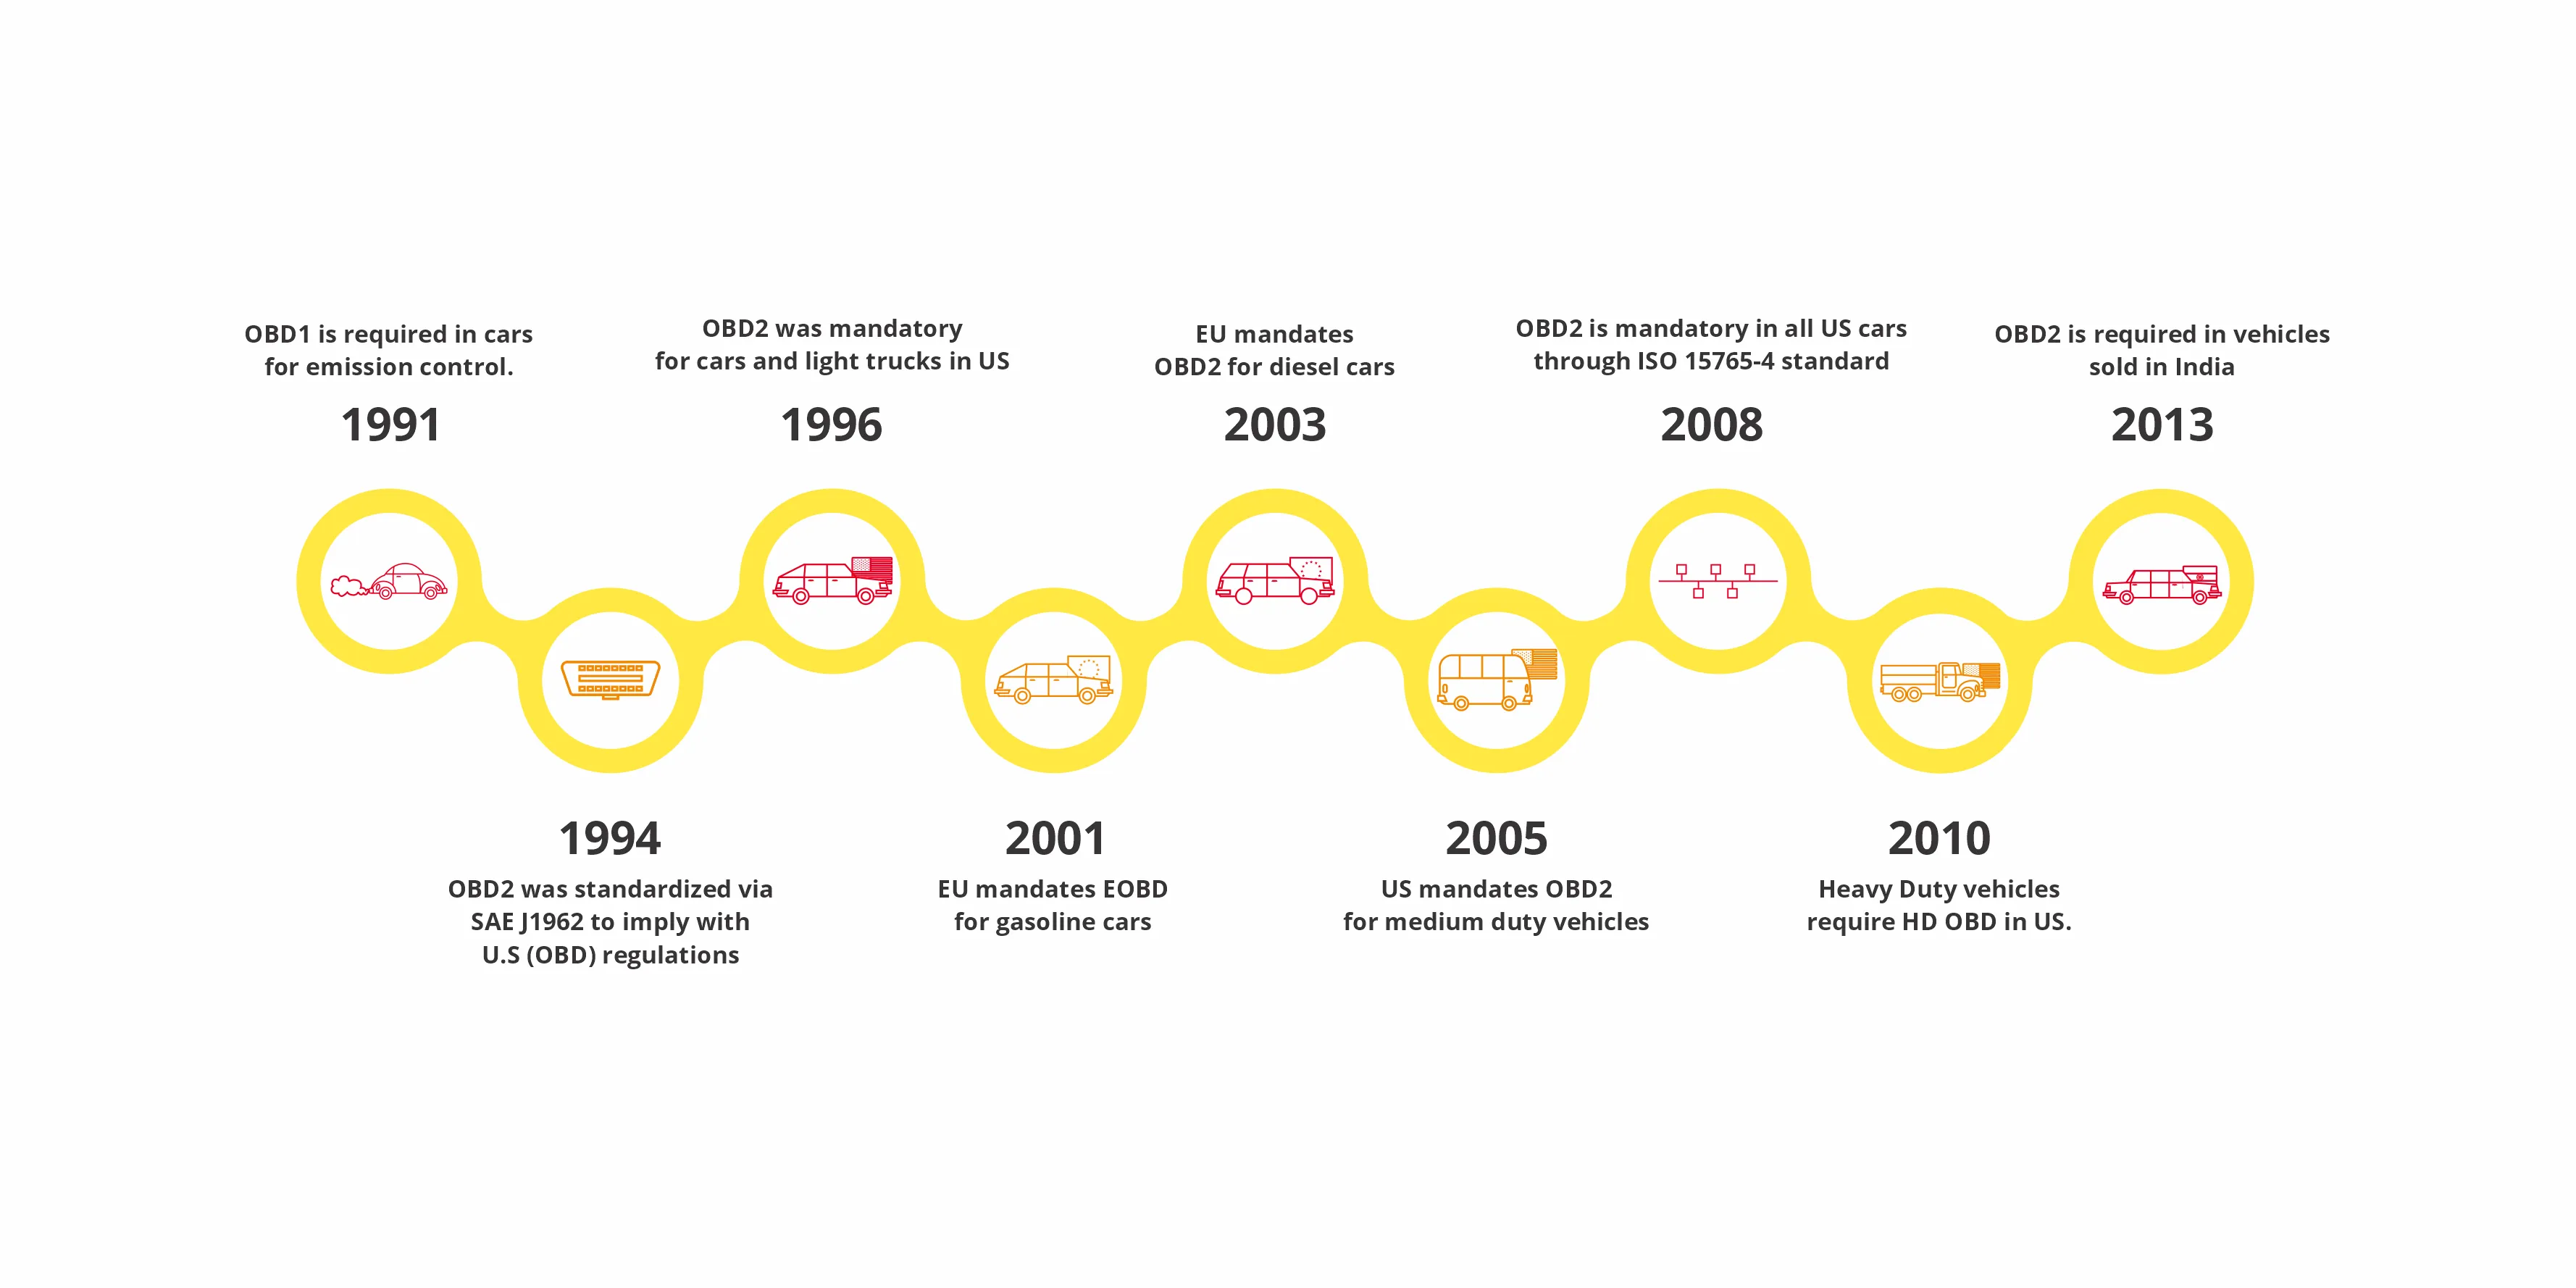 OBD1 is required in cars
for emission control.
1991
1994
OBD2 was standardized via
SAE J1962 to imply with
U.S (OBD) regulations
OBD2 was mandatory
for cars and light trucks in US
1996
2001
EU mandates EOBD
for gasoline cars
EU mandates
OBD2 for diesel cars
2003
2005
US mandates OBD2
for medium duty vehicles
OBD2 is mandatory in all US cars
through ISO 15765-4 standard
2008
2010
Heavy Duty vehicles
require HD OBD in US.
OBD2 is required in vehicles
sold in India
2013